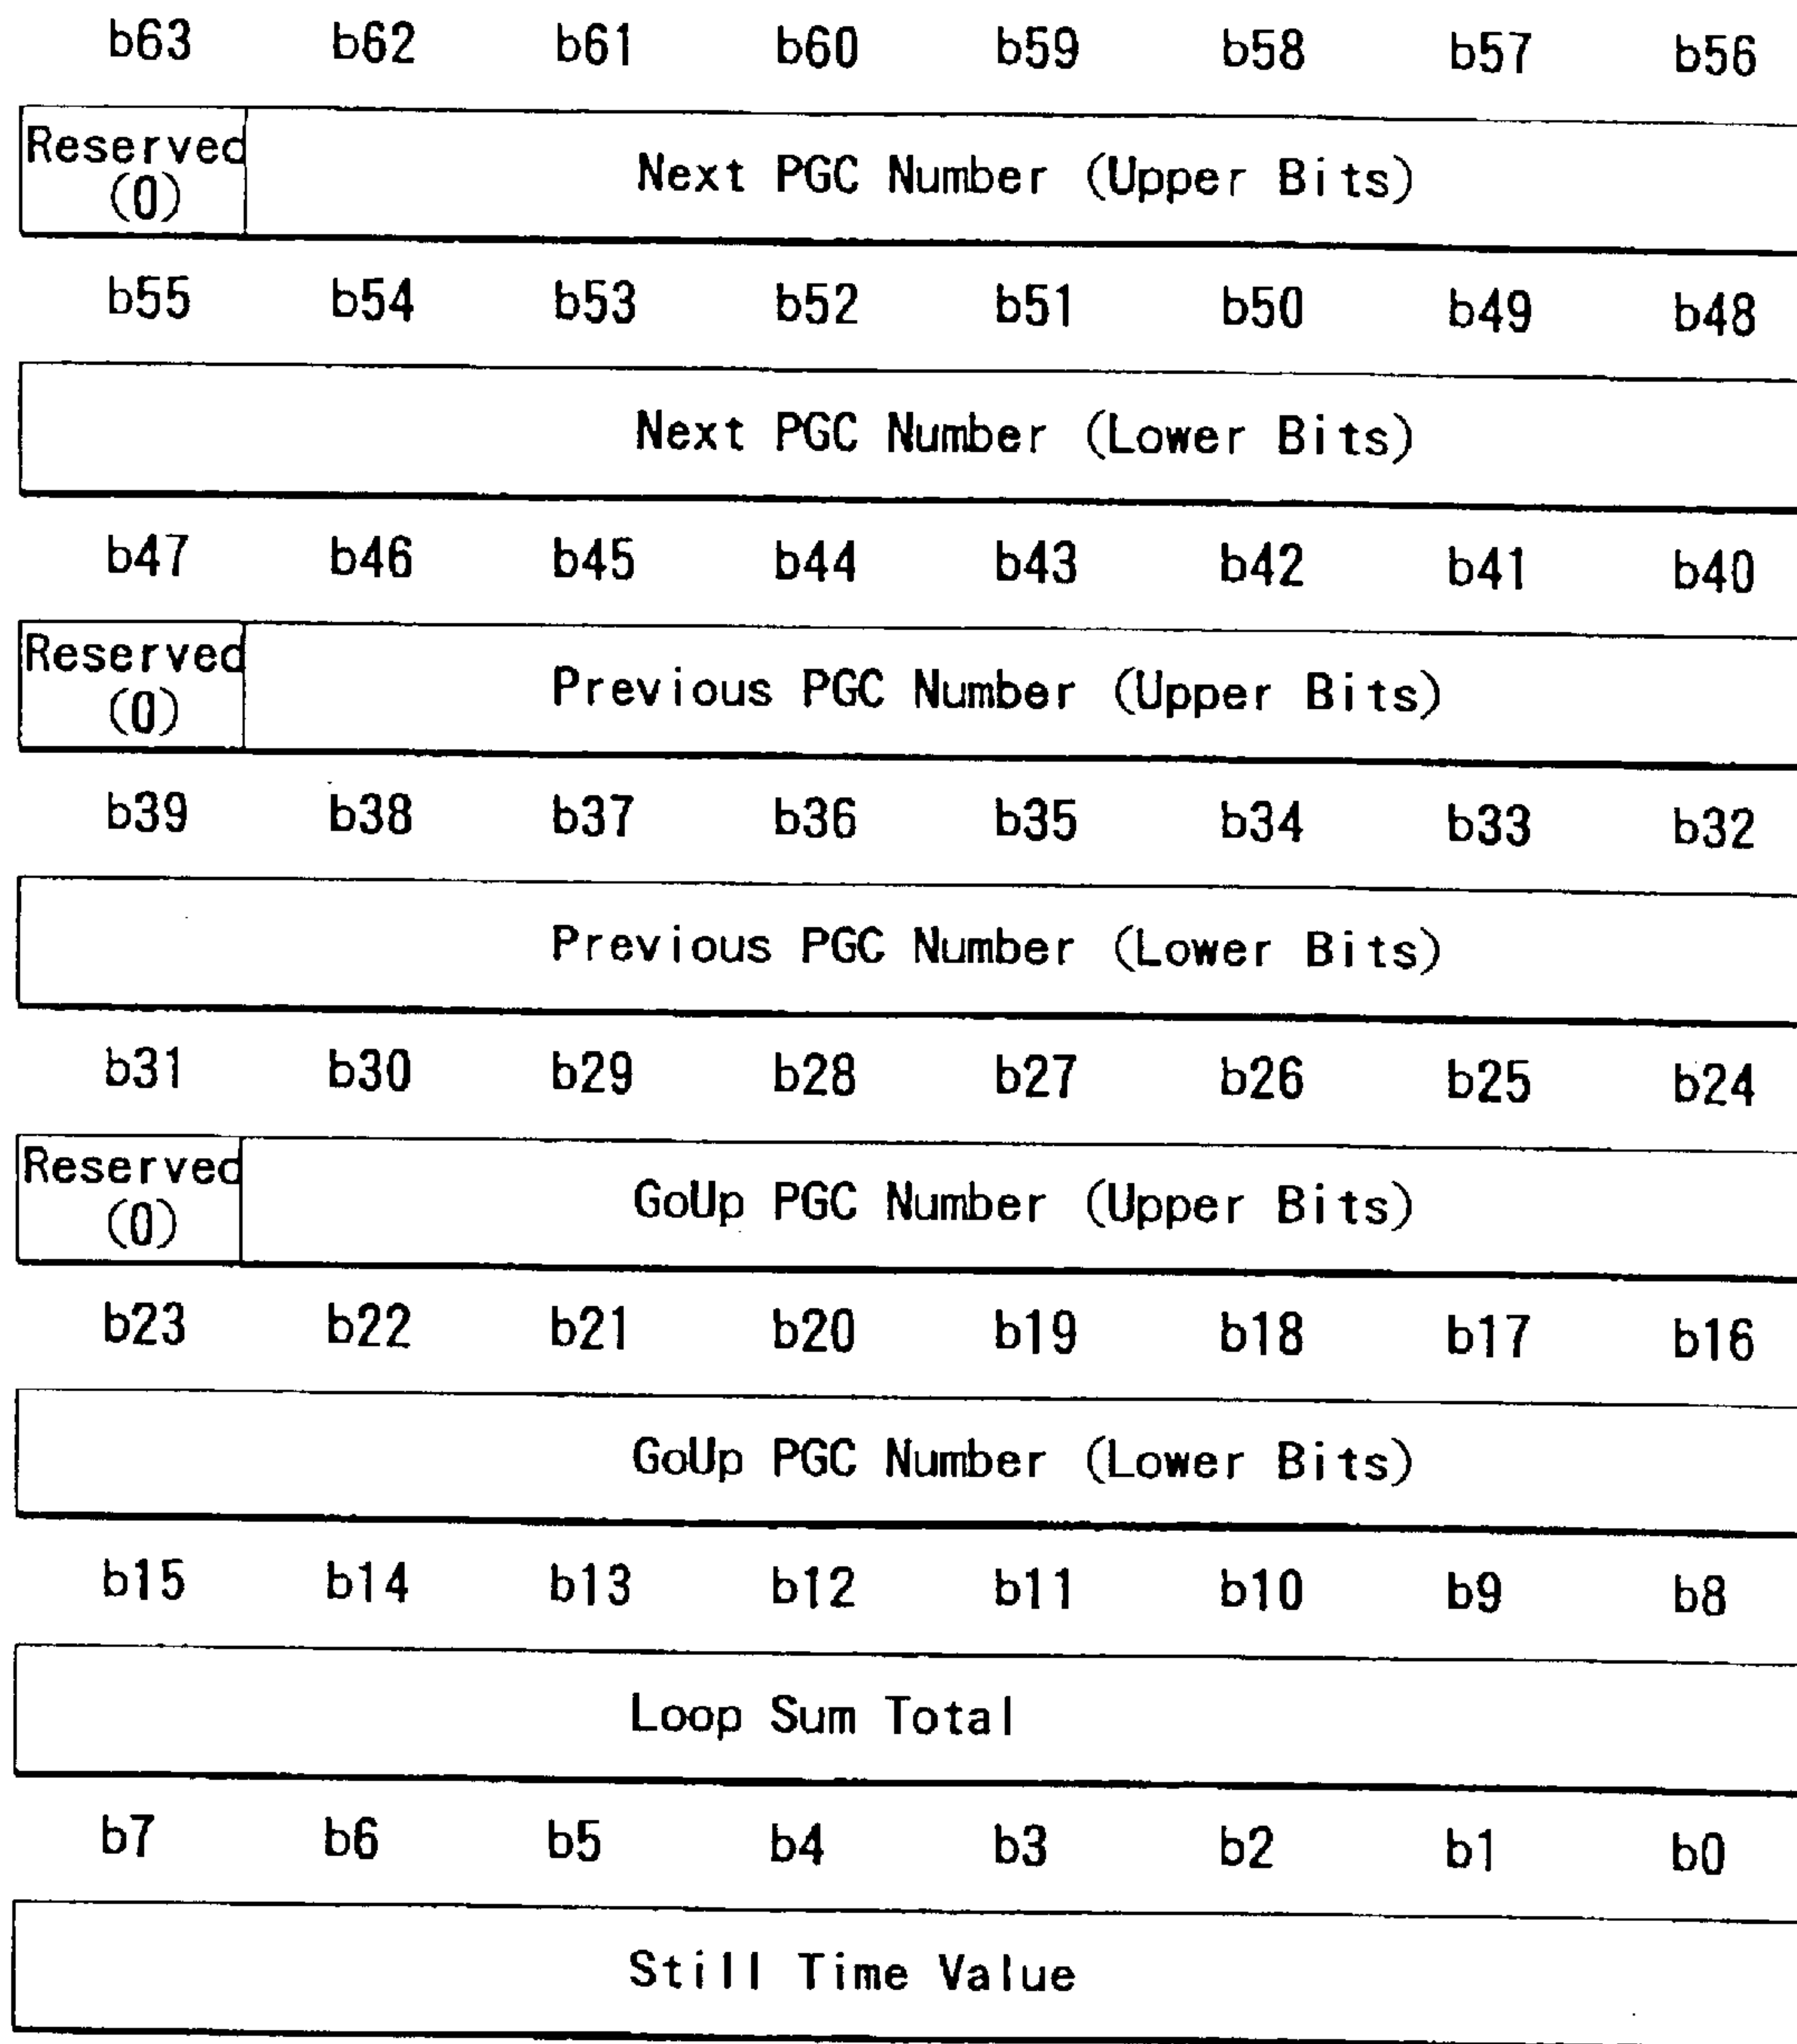 b63 b62 b61 b60 b59 b58 b57 b56
Reserved
(0)
Next PGC Number (Upper Bits)
b55 b54 b53 b52 b51 b50 b49 b48
Next PGC Number (Lower Bits)
b47 b46 b45 b44 b43 b42 b41 b40
Reserved
(0)
Previous PGC Number (Upper Bits)
b39 b38 b37 b36 b35 b34 b33 b32
Previous PGC Number (Lower Bits)
b31 b30 b29 b28 b27 b26 b25 b24
Reserved
(0)
GoUp PGC Number (Upper Bits)
b23 b22 b21 b20 b19 b18 b17 b16
GoUp PGC Number (Lower Bits)
b15 b14 b13 b12 b11 b10 b9 b8
Loop Sum Total
b7 b6 b5 b4 b3 b2 b1 b0
Still Time Value